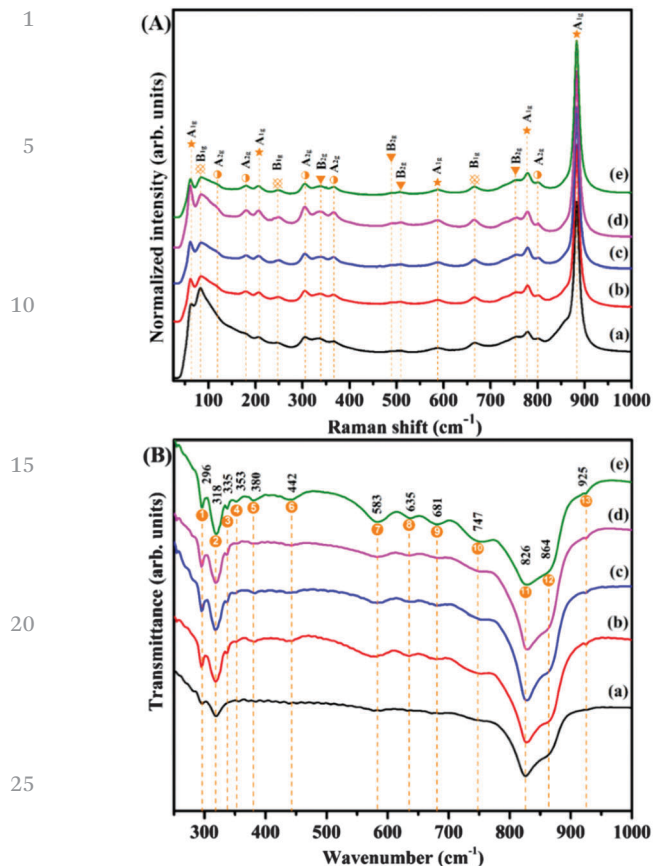 1
5
10
15
20
25
(A)
Normalized intensity (arb. units)
A1g
B1g
A2g
A2g
A1g
B1g
A2g
B2g
A2g
B2g
B2g
A1g
B1g
B2g
A1g
A2g
A1g
(e)
(d)
(c)
(b)
(a)
100 200 300 400 500 600 700 800 900 1000
Raman shift (cm-1)
(B)
Transmittance (arb. units)
296
318
335
353
380
442
583
635
681
747
826
864
925
1
2
3
4
5
6
7
8
9
10
11
12
13
(e)
(d)
(c)
(b)
(a)
300 400 500 600 700 800 900 1000
Wavenumber (cm-1)